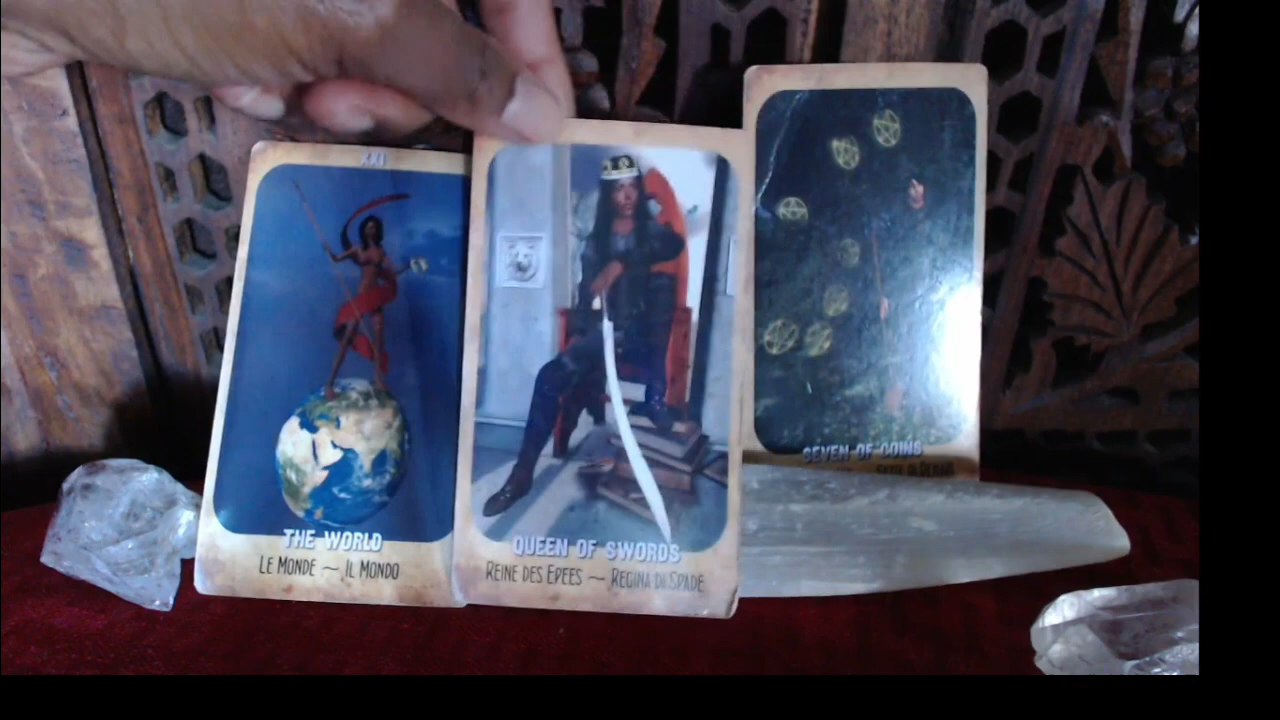 XXI
THE WORLD
LE MONDE ~ IL MONDO
QUEEN OF SWORDS
REINE DES EPEES ~ REGINA DI SPADE
SEVEN OF COINS